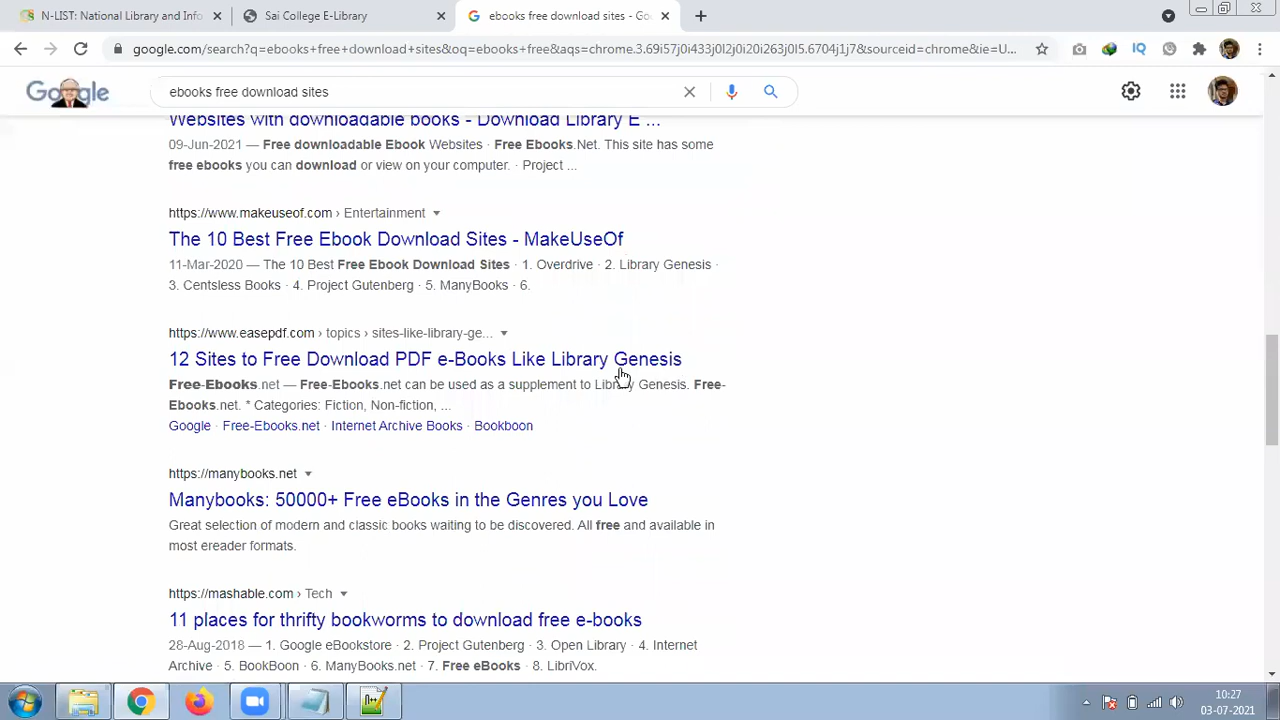 N-LIST: National Library and Info
Sai College E-Library
ebooks free download sites - Go
google.com/search?q=ebooks+free+download+sites&oq=ebooks+free&aqs=chrome.3.69i57j0i433j0l2j0i20i263j0l5.6704j1j7&sourceid=chrome&ie=U...
ebooks free download sites
Websites with downloadable books - Download Library E ...
09-Jun-2021 — Free downloadable Ebook Websites · Free Ebooks.Net. This site has some
free ebooks you can download or view on your computer. · Project ...
https://www.makeuseof.com › Entertainment
The 10 Best Free Ebook Download Sites - MakeUseOf
11-Mar-2020 — The 10 Best Free Ebook Download Sites · 1. Overdrive · 2. Library Genesis ·
3. Centsless Books · 4. Project Gutenberg · 5. ManyBooks · 6.
https://www.easepdf.com › topics › sites-like-library-ge...
12 Sites to Free Download PDF e-Books Like Library Genesis
Free-Ebooks.net — Free-Ebooks.net can be used as a supplement to Library Genesis. Free-
Ebooks.net. * Categories: Fiction, Non-fiction, ...
Google · Free-Ebooks.net · Internet Archive Books · Bookboon
https://manybooks.net
Manybooks: 50000+ Free eBooks in the Genres you Love
Great selection of modern and classic books waiting to be discovered. All free and available in
most ereader formats.
https://mashable.com › Tech
11 places for thrifty bookworms to download free e-books
28-Aug-2018 — 1. Google eBookstore · 2. Project Gutenberg · 3. Open Library · 4. Internet
Archive · 5. BookBoon · 6. ManyBooks.net · 7. Free eBooks · 8. LibriVox.
10:27
03-07-2021